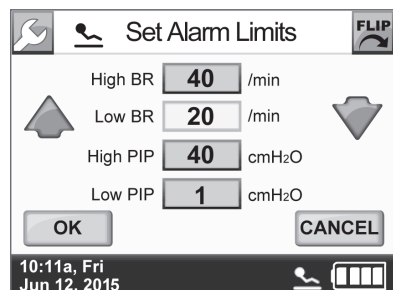 Set Alarm Limits
FLIP
High BR 40 /min
Low BR 20 /min
High PIP 40 cmH2O
Low PIP 1 cmH2O
OK
CANCEL
10:11a, Fri
Jun 12, 2015